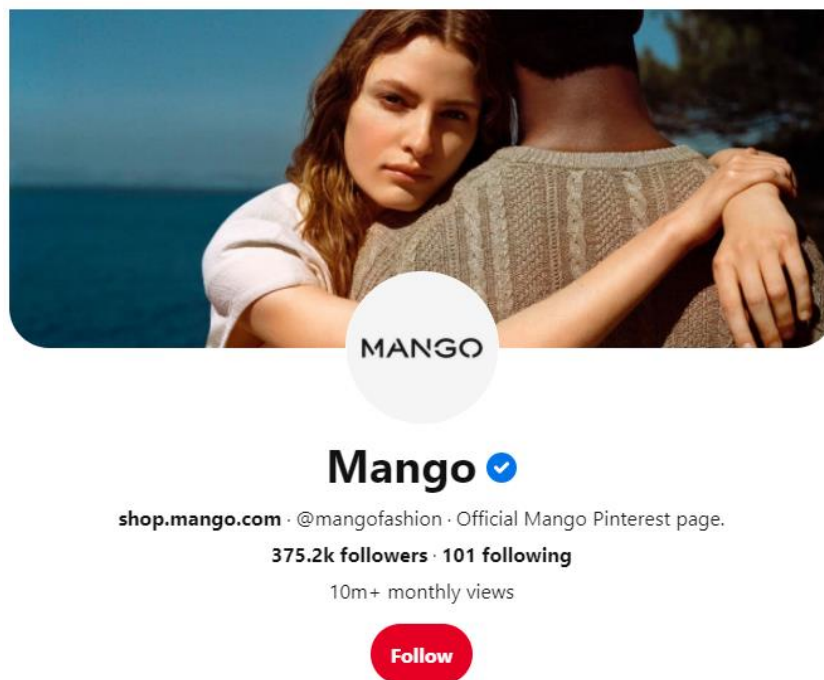 MANGO
Mango
shop.mango.com · @mangofashion · Official Mango Pinterest page.
375.2k followers · 101 following
10m+ monthly views
Follow